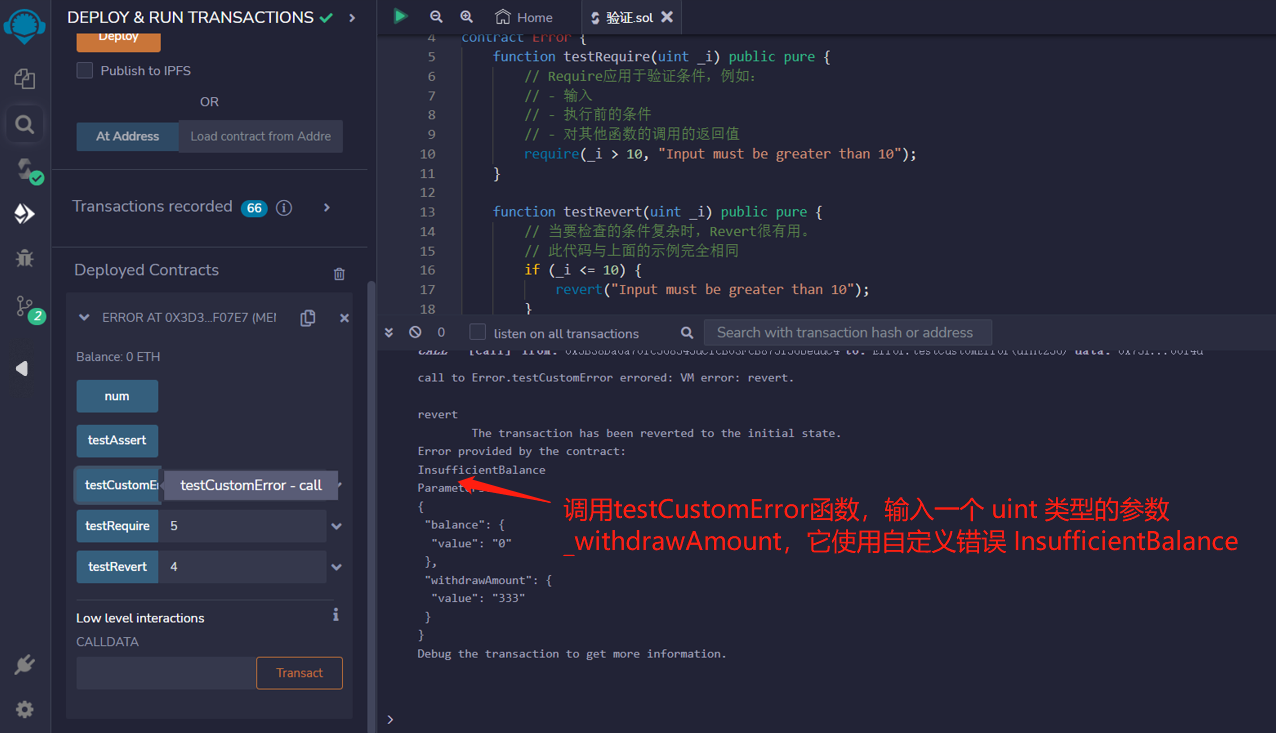 DEPLOY & RUN TRANSACTIONS
Deploy
Publish to IPFS
OR
At Address
Load contract from Addre
Transactions recorded 66
Deployed Contracts
2
ERROR AT 0X3D3...F07E7 (MEI
Balance: 0 ETH
num
testAssert
testCustomE
testCustomError - call
testRequire 5
testRevert 4
Low level interactions
CALLDATA
Transact
Home
验证.sol
4 contract Error {
5 function testRequire(uint _i) public pure {
6 // Require应用于验证条件，例如：
7 // - 输入
8 // - 执行前的条件
9 // - 对其他函数的调用的返回值
10 require(_i > 10, "Input must be greater than 10");
11 }
12
13 function testRevert(uint _i) public pure {
14 // 当要检查的条件复杂时，Revert很有用。
15 // 此代码与上面的示例完全相同
16 if (_i <= 10) {
17 revert("Input must be greater than 10");
18 }
0 listen on all transactions
Search with transaction hash or address
call to Error.testCustomError errored: VM error: revert.
revert
The transaction has been reverted to the initial state.
Error provided by the contract:
InsufficientBalance
{
"balance": {
"value": "0"
},
"withdrawAmount": {
"value": "333"
}
}
Debug the transaction to get more information.
>
调用testCustomError函数，输入一个 uint 类型的参数
_withdrawAmount，它使用自定义错误 InsufficientBalance